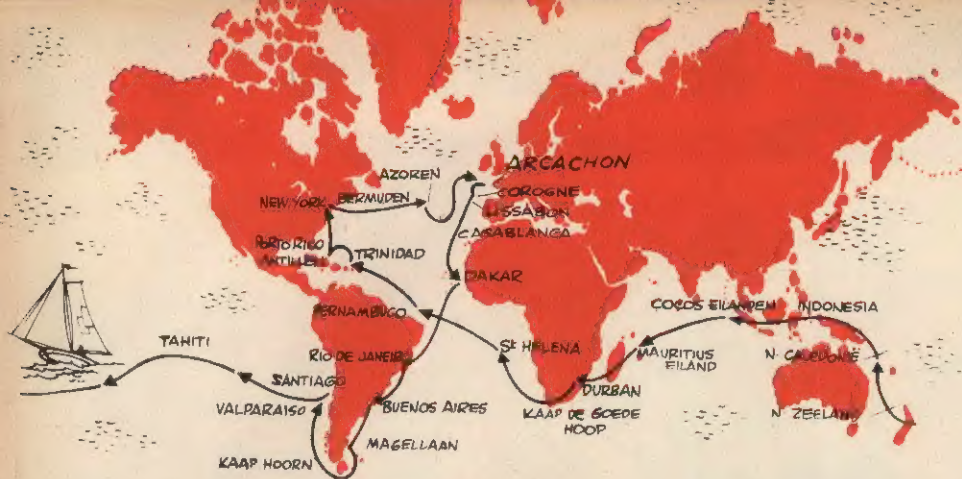 ARCACHON
AZOREN
COROGNE
LISSABON
CASABLANCA
NEW YORK
BERMUDEN
PORTO RICO
ANTILLEN
TRINIDAD
DAKAR
PERNAMBUCO
COCOS EILANDEN
INDONESIA
TAHITI
RIO DE JANEIRO
ST HELENA
MAURITIUS
EILAND
N. CALEDONIË
SANTIAGO
DURBAN
VALPARAISO
BUENOS AIRES
KAAP DE GOEDE
HOOP
N ZEELAND
MAGELLAAN
KAAP HOORN